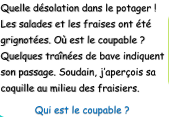 Quelle désolation dans le potager !
Les salades et les fraises ont été
grignotées. Où est le coupable ?
Quelques traînées de bave indiquent
son passage. Soudain, j'aperçois sa
coquille au milieu des fraisiers.
Qui est le coupable ?